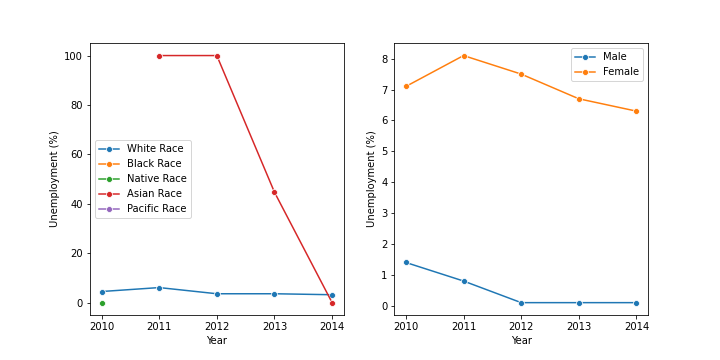 100
80
60
40
20
0
Unemployment (%)
White Race
Black Race
Native Race
Asian Race
Pacific Race
2010 2011 2012 2013 2014
Year
8
7
6
5
4
3
2
1
0
Unemployment (%)
Male
Female
2010 2011 2012 2013 2014
Year